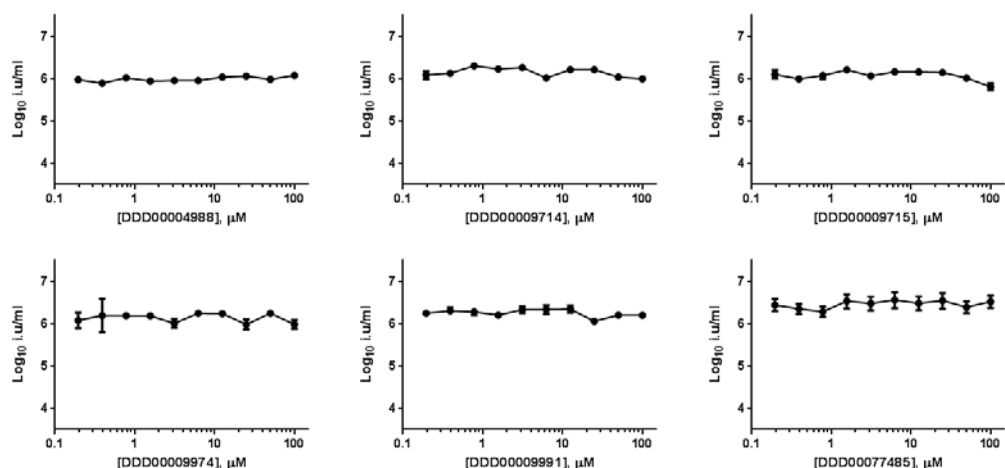 7
6
5
4
Log10 i.u/ml
0.1 1 10 100
[DDD00004988], µM
7
6
5
4
Log10 i.u/ml
0.1 1 10 100
[DDD00009714], µM
7
6
5
4
Log10 i.u/ml
0.1 1 10 100
[DDD00009715], µM
7
6
5
4
Log10 i.u/ml
0.1 1 10 100
[DDD00009974], µM
7
6
5
4
Log10 i.u/ml
0.1 1 10 100
[DDD00009991], µM
7
6
5
4
Log10 i.u/ml
0.1 1 10 100
[DDD00077485], µM